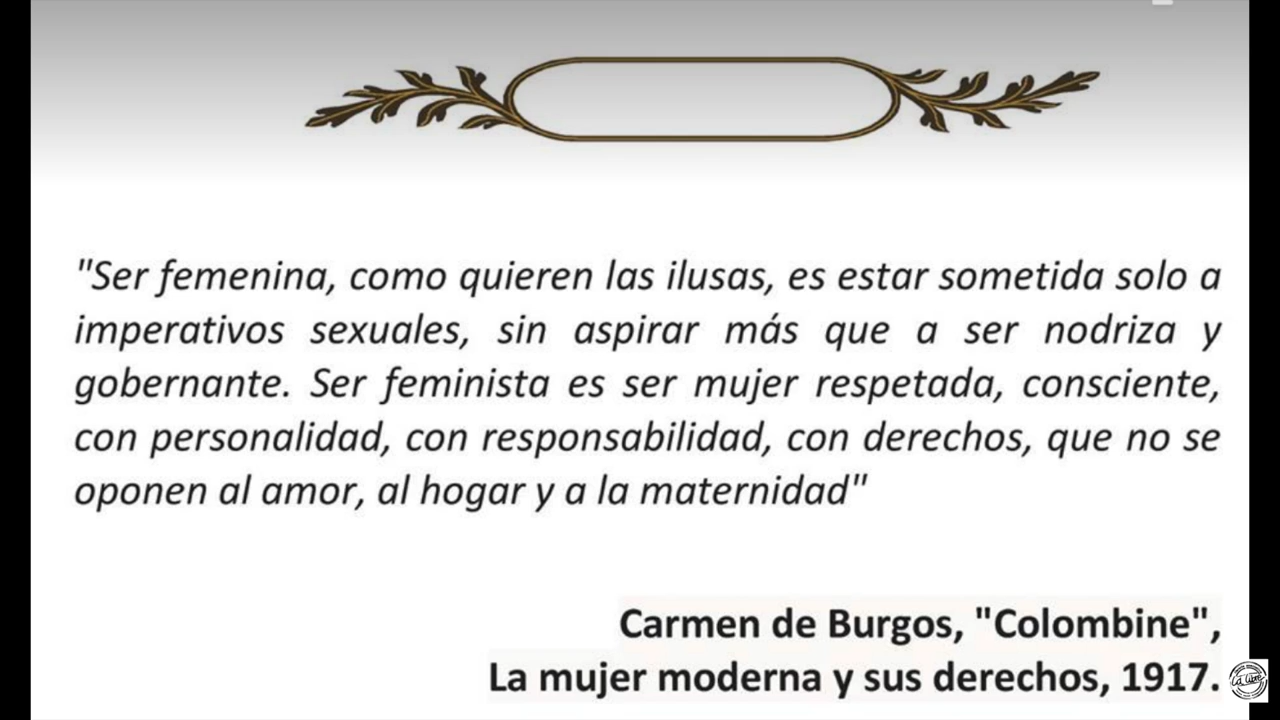 "Ser femenina, como quieren las ilusas, es estar sometida solo a
imperativos sexuales, sin aspirar más que a ser nodriza y
gobernante. Ser feminista es ser mujer respetada, consciente,
con personalidad, con responsabilidad, con derechos, que no se
oponen al amor, al hogar y a la maternidad"
Carmen de Burgos, "Colombine",
La mujer moderna y sus derechos, 1917.